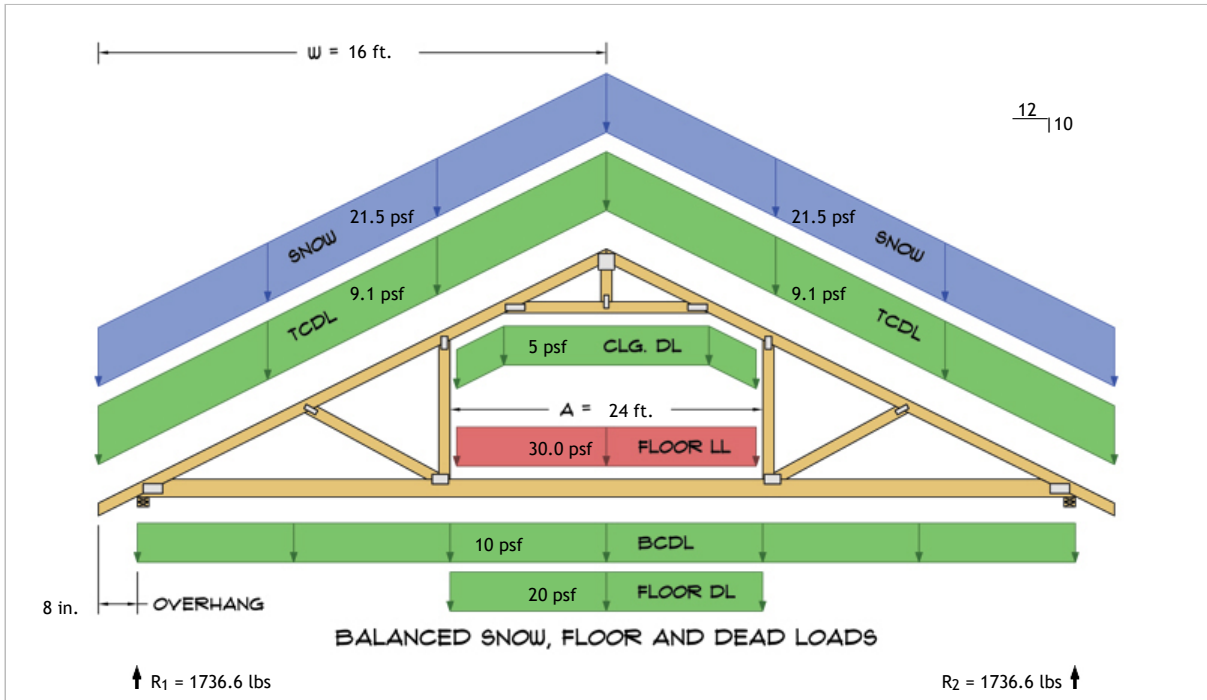 W = 16 ft.
12
10
21.5 psf
21.5 psf
SNOW
SNOW
9.1 psf
9.1 psf
TCDL
TCDL
5 psf CLG. DL
A = 24 ft.
30.0 psf FLOOR LL
10 psf BCDL
20 psf FLOOR DL
8 in.
OVERHANG
BALANCED SNOW, FLOOR AND DEAD LOADS
R1 = 1736.6 lbs
R2 = 1736.6 lbs